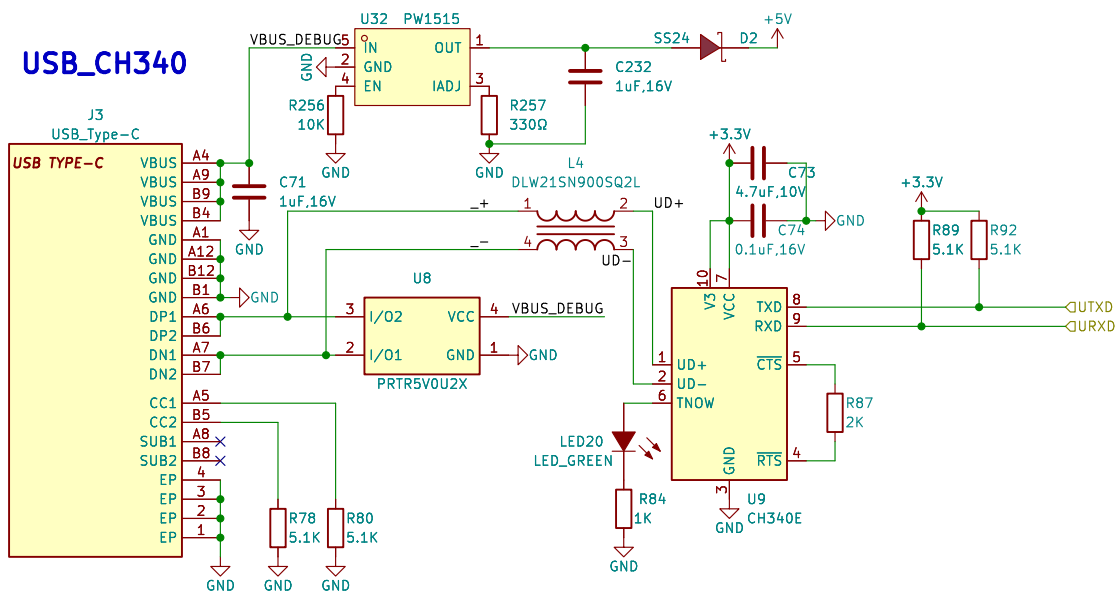 USB_CH340
U32 PW1515
VBUS_DEBUG
5 IN
OUT 1
GND
2 GND
4 EN
IADJ 3
R256
10K
GND
R257
330Ω
GND
C232
1uF,16V
SS24
D2
+5V
J3
USB_Type-C
USB TYPE-C
VBUS A4
VBUS A9
VBUS B9
VBUS B4
GND A1
GND A12
GND B12
GND B1
GND
DP1 A6
DP2 B6
DN1 A7
DN2 B7
CC1 A5
CC2 B5
SUB1 A8
SUB2 B8
EP 4
EP 3
EP 2
EP 1
GND
C71
1uF,16V
GND
R78
5.1K
GND
R80
5.1K
GND
L4
DLW21SN900SQ2L
_+ 1
2 UD+
_- 4
3
UD-
U8
3 I/O2
VCC 4
VBUS_DEBUG
2 I/O1
GND 1
GND
PRTR5V0U2X
+3.3V
C73
4.7uF,10V
C74
0.1uF,16V
GND
+3.3V
R89
5.1K
R92
5.1K
10 V3
7 VCC
TXD 8
UTXD
RXD 9
URXD
1 UD+
2 UD-
6 TNOW
CTS 5
R87
2K
RTS 4
GND 3
GND
U9
CH340E
LED20
LED_GREEN
R84
1K
GND